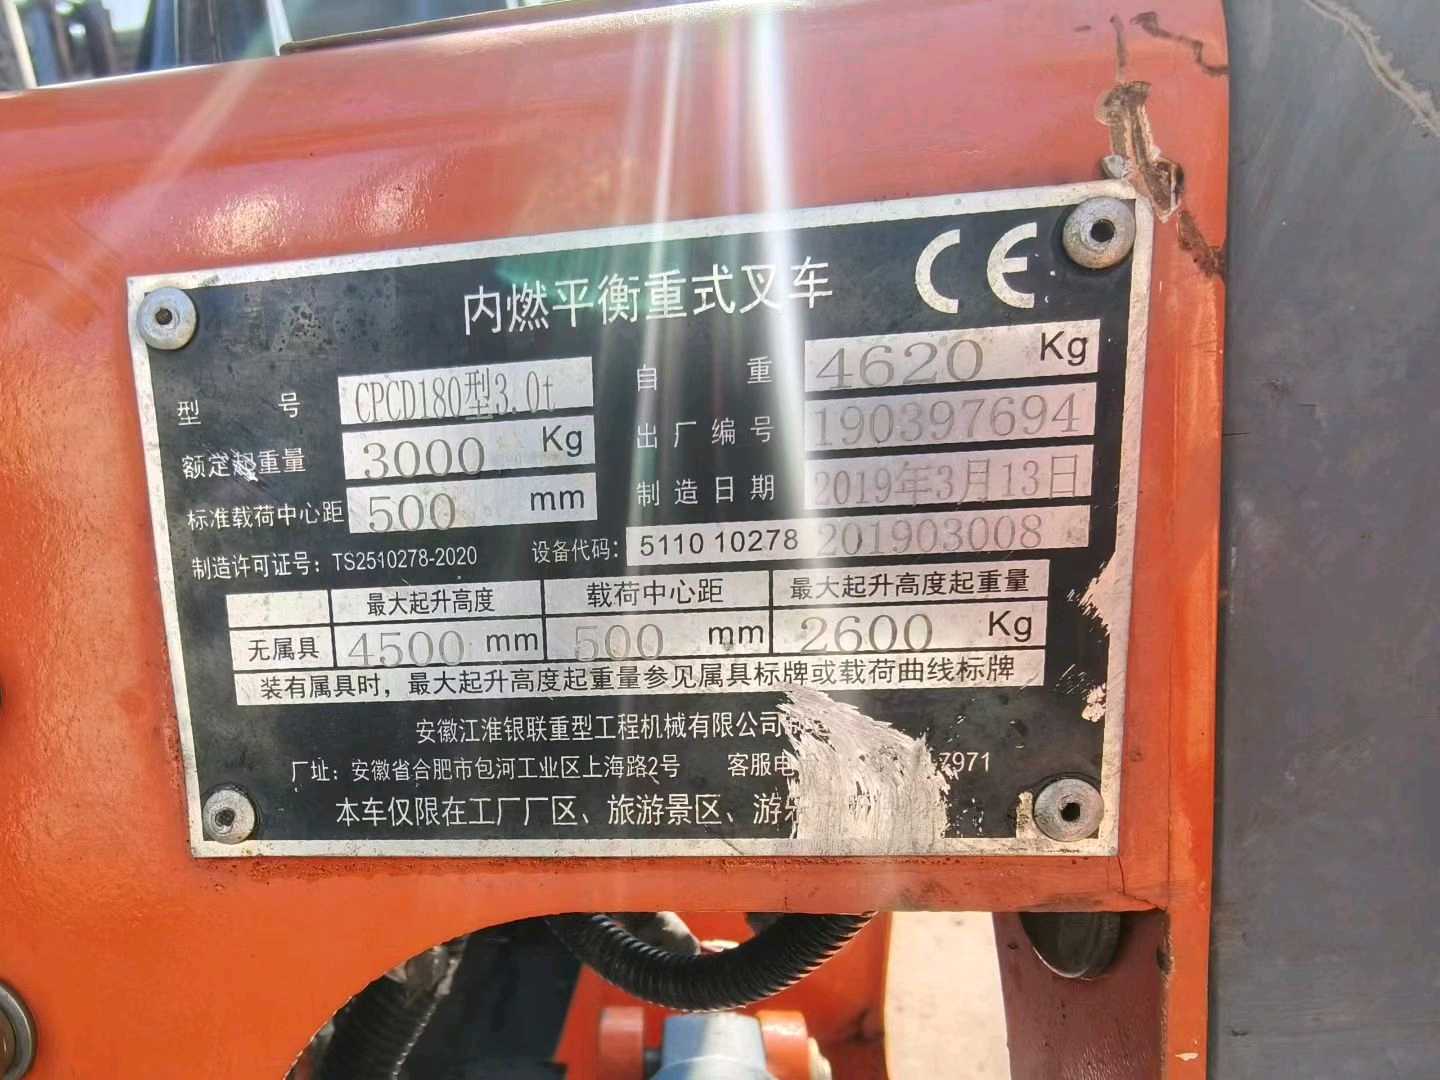 内燃平衡重式叉车 CE
型号 CPCD180型3.0t 自重 4620 Kg
额定起重量 3000 Kg 出厂编号 190397694
标准载荷中心距 500 mm 制造日期 2019年3月13日
制造许可证号：TS2510278-2020 设备代码：5110 10278 201903008
最大起升高度 载荷中心距 最大起升高度起重量
无属具 4500 mm 500 mm 2600 Kg
装有属具时，最大起升高度起重量参见属具标牌或载荷曲线标牌
安徽江淮银联重型工程机械有限公司
厂址：安徽省合肥市包河工业区上海路2号 客服电 7971
本车仅限在工厂厂区、旅游景区、游乐